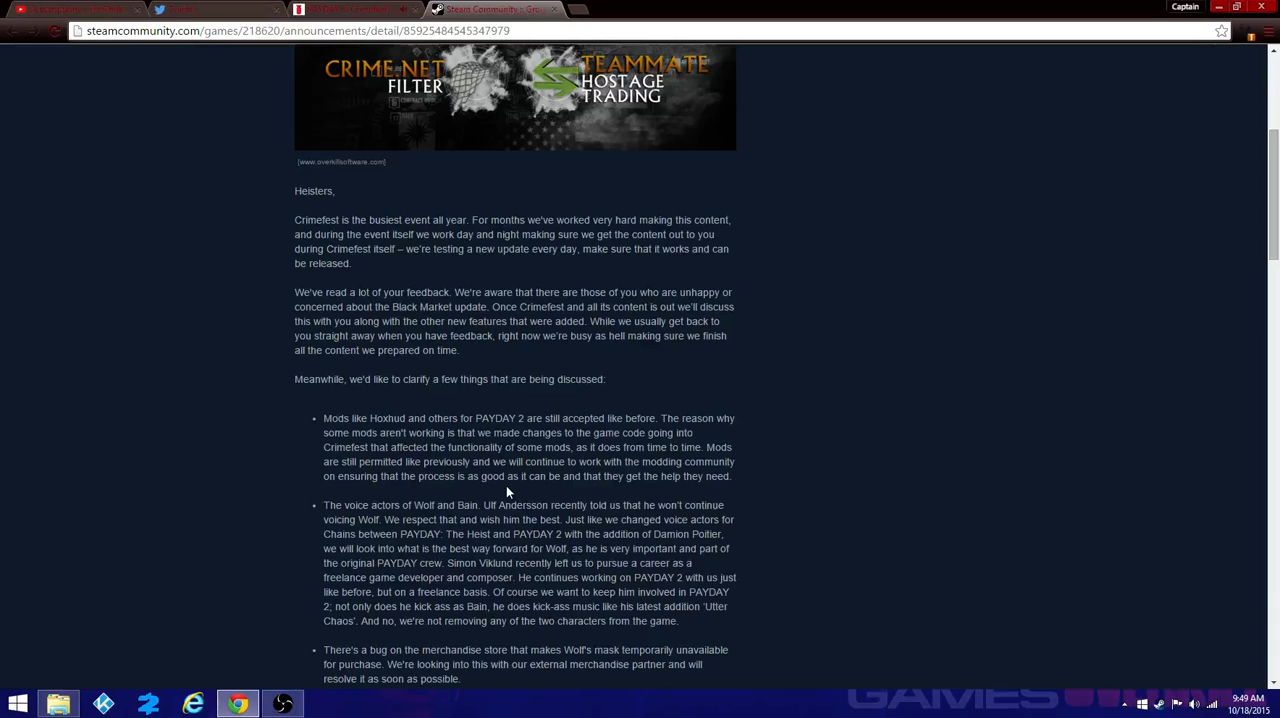 Captain
Steam Community :: Grou
steamcommunity.com/games/218620/announcements/detail/85925484545347979
CRIME.NET
FILTER
TEAMMATE
HOSTAGE
TRADING
[www.overkillsoftware.com]
Heisters,
Crimefest is the busiest event all year. For months we've worked very hard making this content,
and during the event itself we work day and night making sure we get the content out to you
during Crimefest itself – we're testing a new update every day, make sure that it works and can
be released.
We've read a lot of your feedback. We're aware that there are those of you who are unhappy or
concerned about the Black Market update. Once Crimefest and all its content is out we'll discuss
this with you along with the other new features that were added. While we usually get back to
you straight away when you have feedback, right now we're busy as hell making sure we finish
all the content we prepared on time.
Meanwhile, we'd like to clarify a few things that are being discussed:
• Mods like Hoxhud and others for PAYDAY 2 are still accepted like before. The reason why
some mods aren't working is that we made changes to the game code going into
Crimefest that affected the functionality of some mods, as it does from time to time. Mods
are still permitted like previously and we will continue to work with the modding community
on ensuring that the process is as good as it can be and that they get the help they need.
• The voice actors of Wolf and Bain. Ulf Andersson recently told us that he won't continue
voicing Wolf. We respect that and wish him the best. Just like we changed voice actors for
Chains between PAYDAY: The Heist and PAYDAY 2 with the addition of Damion Poitier,
we will look into what is the best way forward for Wolf, as he is very important and part of
the original PAYDAY crew. Simon Viklund recently left us to pursue a career as a
freelance game developer and composer. He continues working on PAYDAY 2 with us just
like before, but on a freelance basis. Of course we want to keep him involved in PAYDAY
2; not only does he kick ass as Bain, he does kick-ass music like his latest addition 'Utter
Chaos'. And no, we're not removing any of the two characters from the game.
• There's a bug on the merchandise store that makes Wolf's mask temporarily unavailable
for purchase. We're looking into this with our external merchandise partner and will
resolve it as soon as possible.
GAMES
9:49 AM
10/18/2015